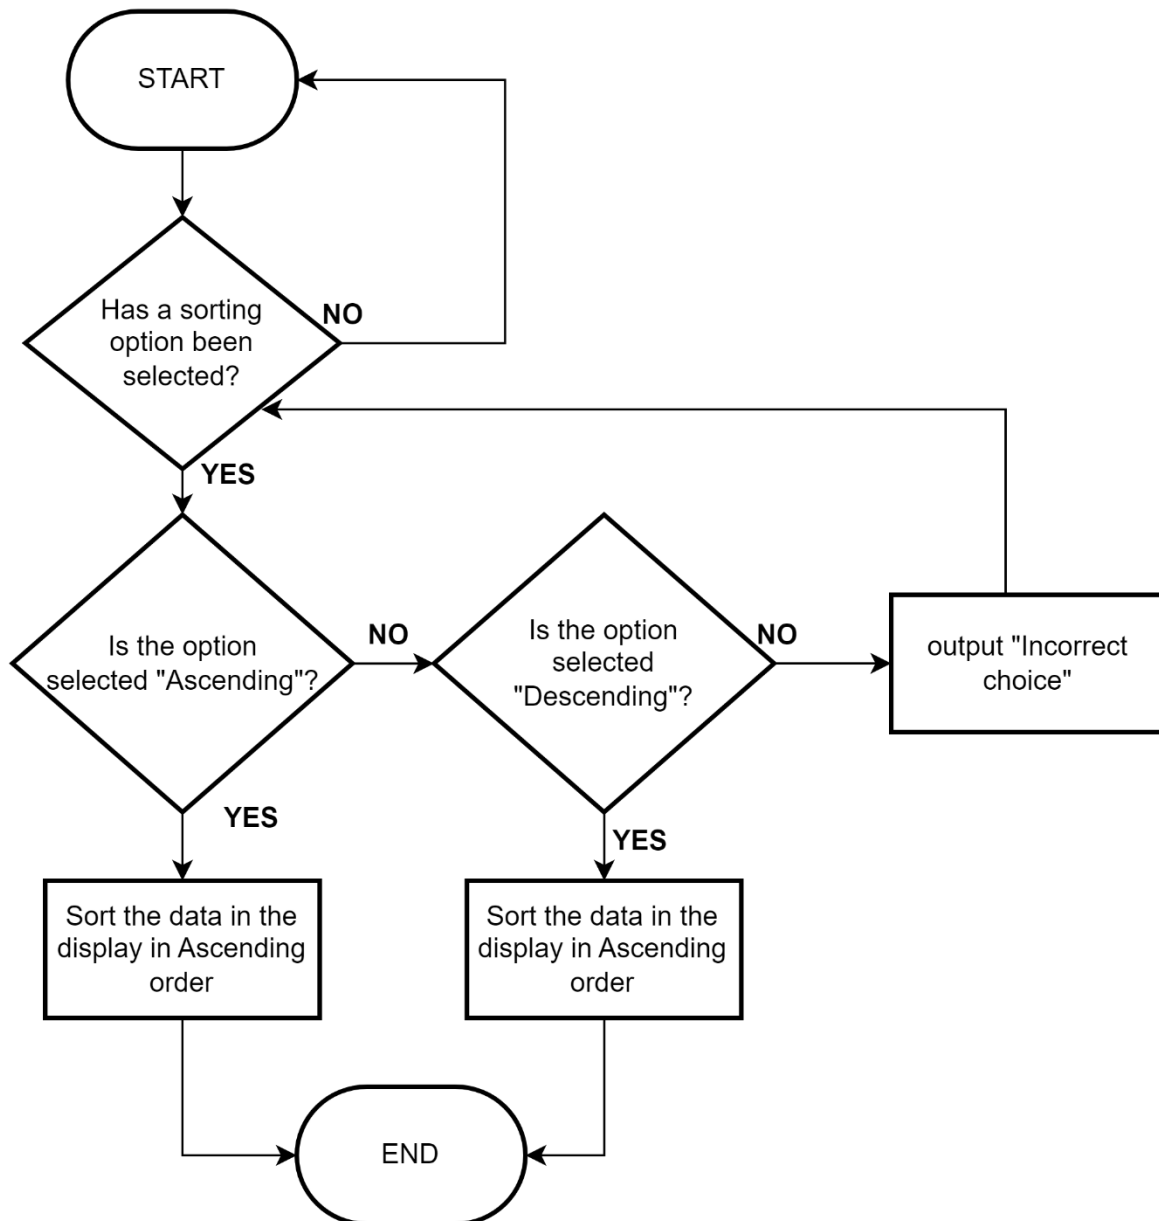 START
Has a sorting
option been
selected?
NO
YES
Is the option
selected "Ascending"?
NO
Is the option
selected
"Descending"?
NO
output "Incorrect
choice"
YES
YES
Sort the data in the
display in Ascending
order
Sort the data in the
display in Ascending
order
END